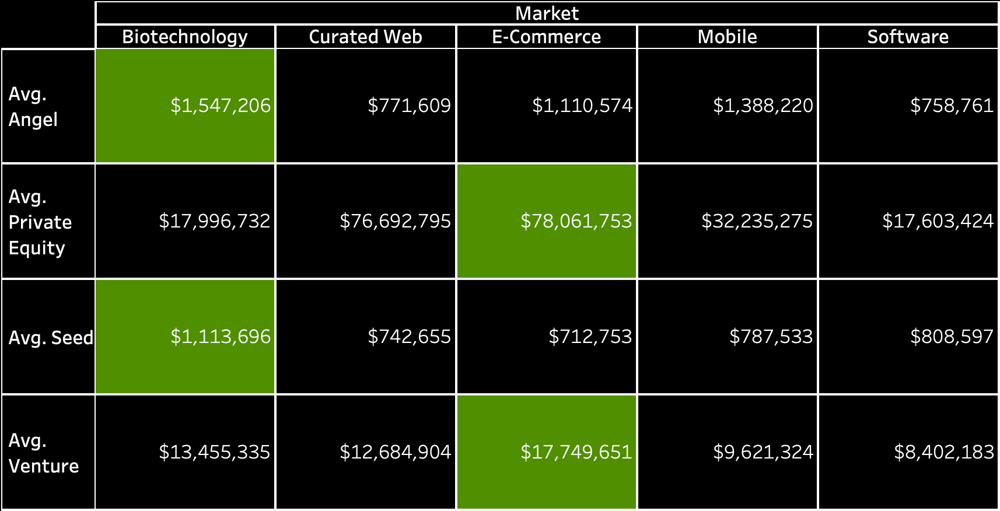 Market
Biotechnology Curated Web E-Commerce Mobile Software
Avg.
Angel
$1,547,206 $771,609 $1,110,574 $1,388,220 $758,761
Avg.
Private
Equity
$17,996,732 $76,692,795 $78,061,753 $32,235,275 $17,603,424
Avg. Seed $1,113,696 $742,655 $712,753 $787,533 $808,597
Avg.
Venture
$13,455,335 $12,684,904 $17,749,651 $9,621,324 $8,402,183